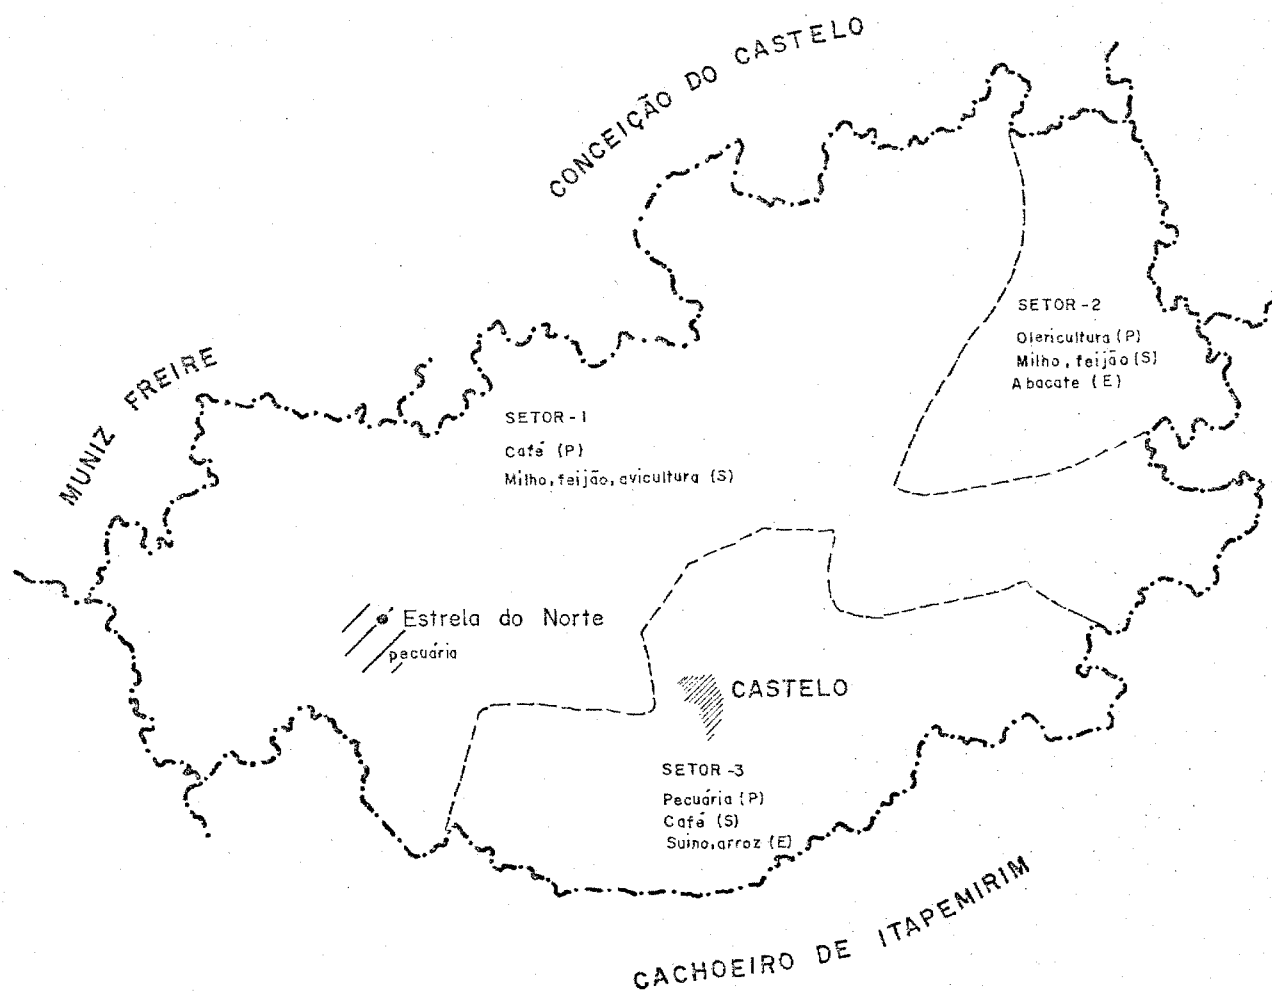 CONCEIÇÃO DO CASTELO
MUNIZ FREIRE
SETOR-2
Olericultura (P)
Milho, feijão (S)
Abacate (E)
SETOR-1
Café (P)
Milho, feijão, avicultura (S)
Estrela do Norte
pecuária
CASTELO
SETOR-3
Pecuária (P)
Café (S)
Suino, arroz (E)
CACHOEIRO DE ITAPEMIRIM